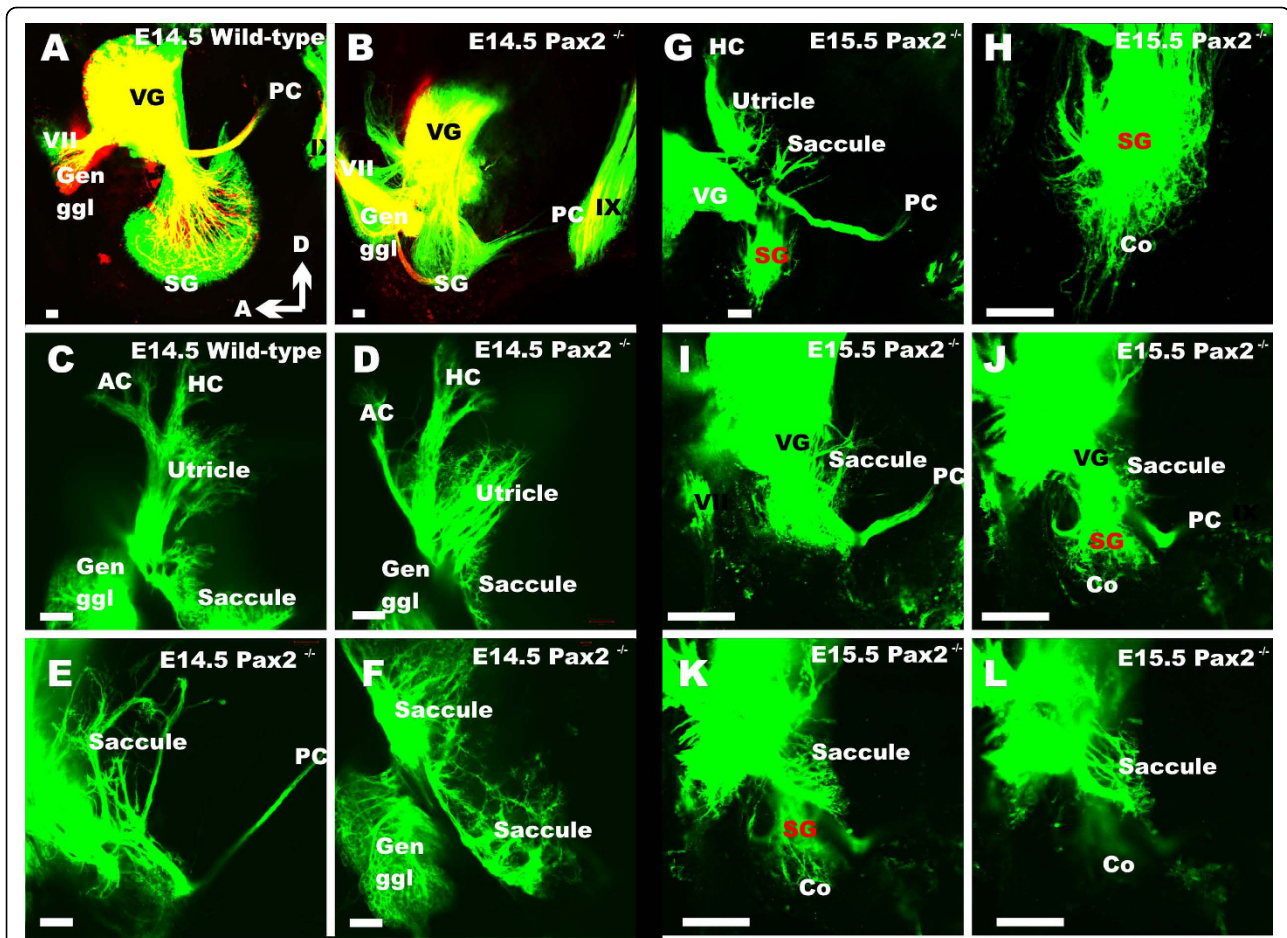 A
E14.5 Wild-type
VG
PC
VII
IX
Gen
ggl
D
SG
A
B
E14.5 Pax2 -/-
VG
VII
Gen
ggl
PC
IX
SG
C
E14.5 Wild-type
AC
HC
Utricle
Gen
ggl
Saccule
D
E14.5 Pax2 -/-
HC
AC
Utricle
Gen
ggl
Saccule
E
E14.5 Pax2 -/-
Saccule
PC
F
E14.5 Pax2 -/-
Saccule
Gen
ggl
Saccule
G
E15.5 Pax2 -/-
HC
Utricle
Saccule
VG
PC
SG
H
E15.5 Pax2 -/-
SG
Co
I
E15.5 Pax2 -/-
VG
Saccule
PC
VII
J
E15.5 Pax2 -/-
VG
Saccule
PC
IX
SG
Co
K
E15.5 Pax2 -/-
Saccule
SG
Co
L
E15.5 Pax2 -/-
Saccule
Co